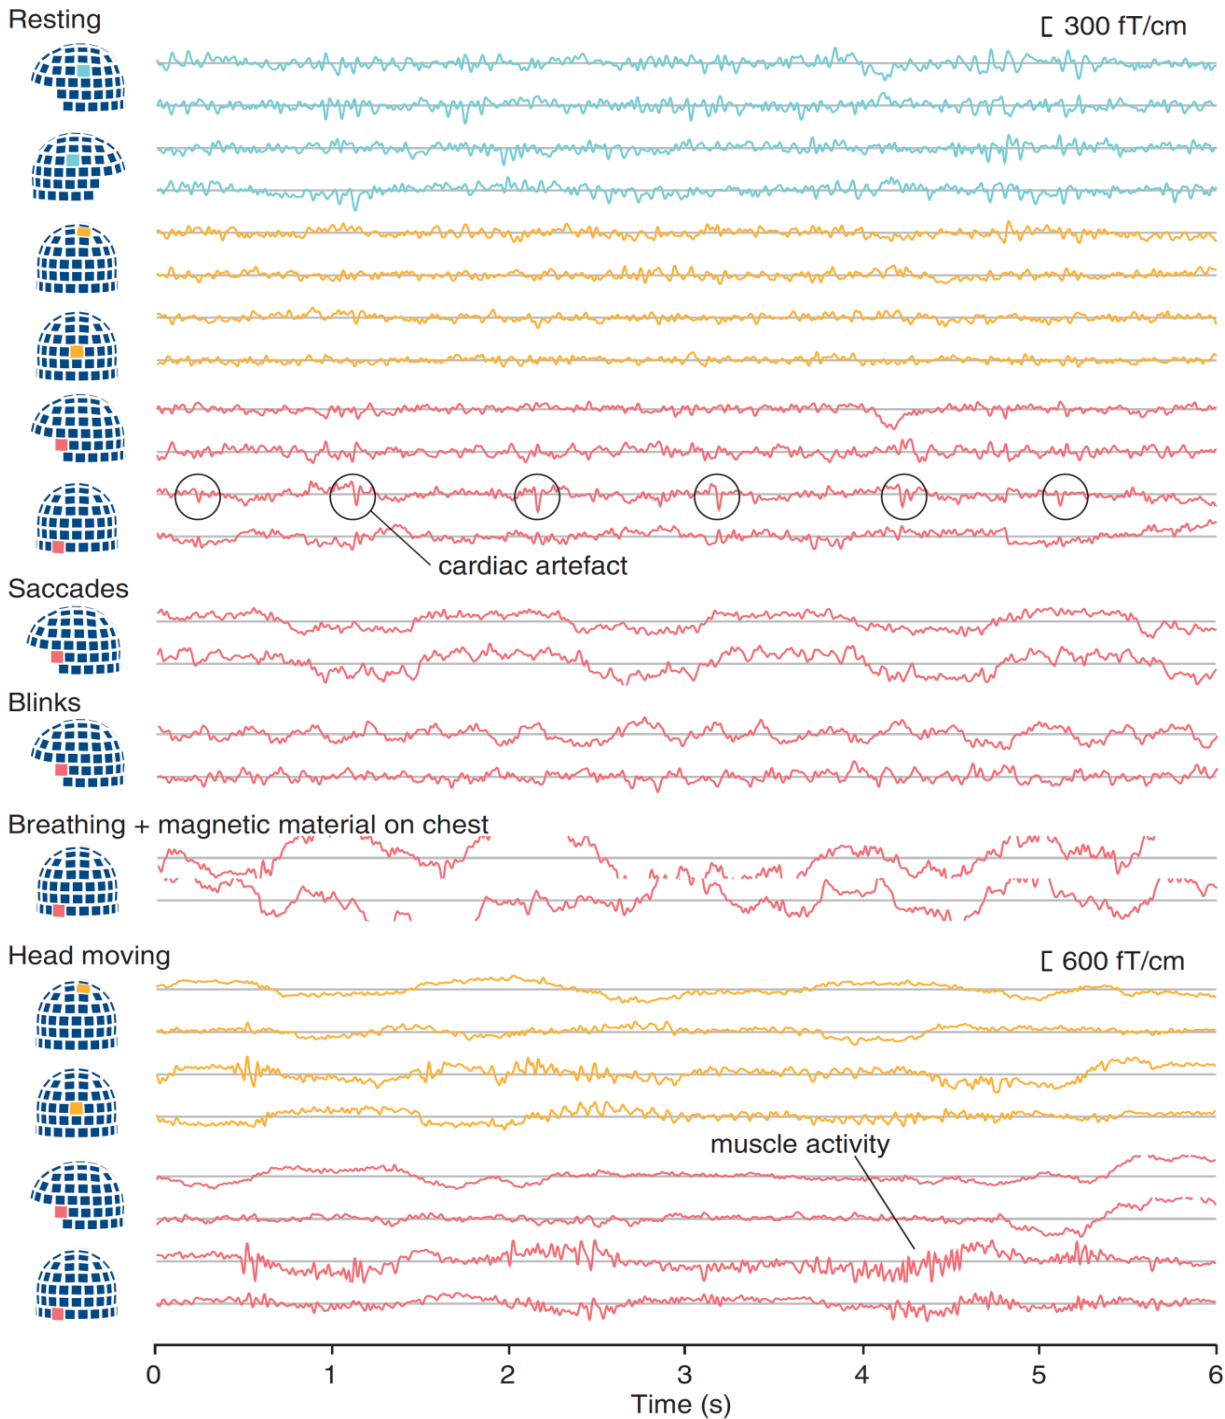 Resting
300 fT/cm
cardiac artefact
Saccades
Blinks
Breathing + magnetic material on chest
Head moving
600 fT/cm
muscle activity
0 1 2 3 4 5 6
Time (s)